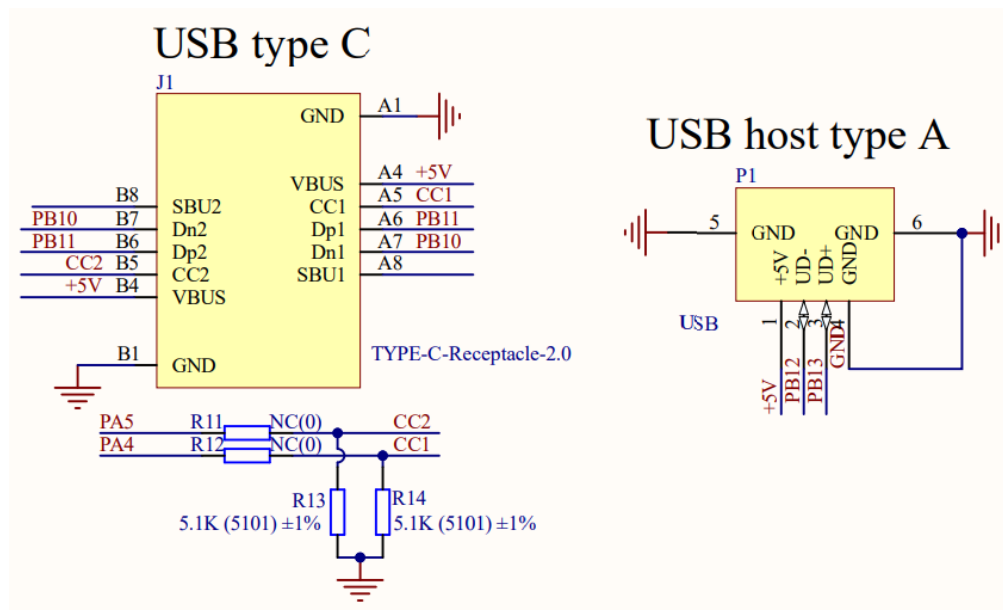 USB type C
J1
GND A1
VBUS A4 +5V
B8 SBU2 CC1 A5 CC1
PB10 B7 Dn2 Dp1 A6 PB11
PB11 B6 Dp2 Dn1 A7 PB10
CC2 B5 CC2 SBU1 A8
+5V B4 VBUS
TYPE-C-Receptacle-2.0
B1 GND
PA5 R11 NC(0) CC2
PA4 R12 NC(0) CC1
R13 R14
5.1K (5101) ±1% 5.1K (5101) ±1%
USB host type A
P1
5 GND GND 6
+5V UD- UD+ GND
USB
1 2 3 4
+5V PB12 PB13 GND